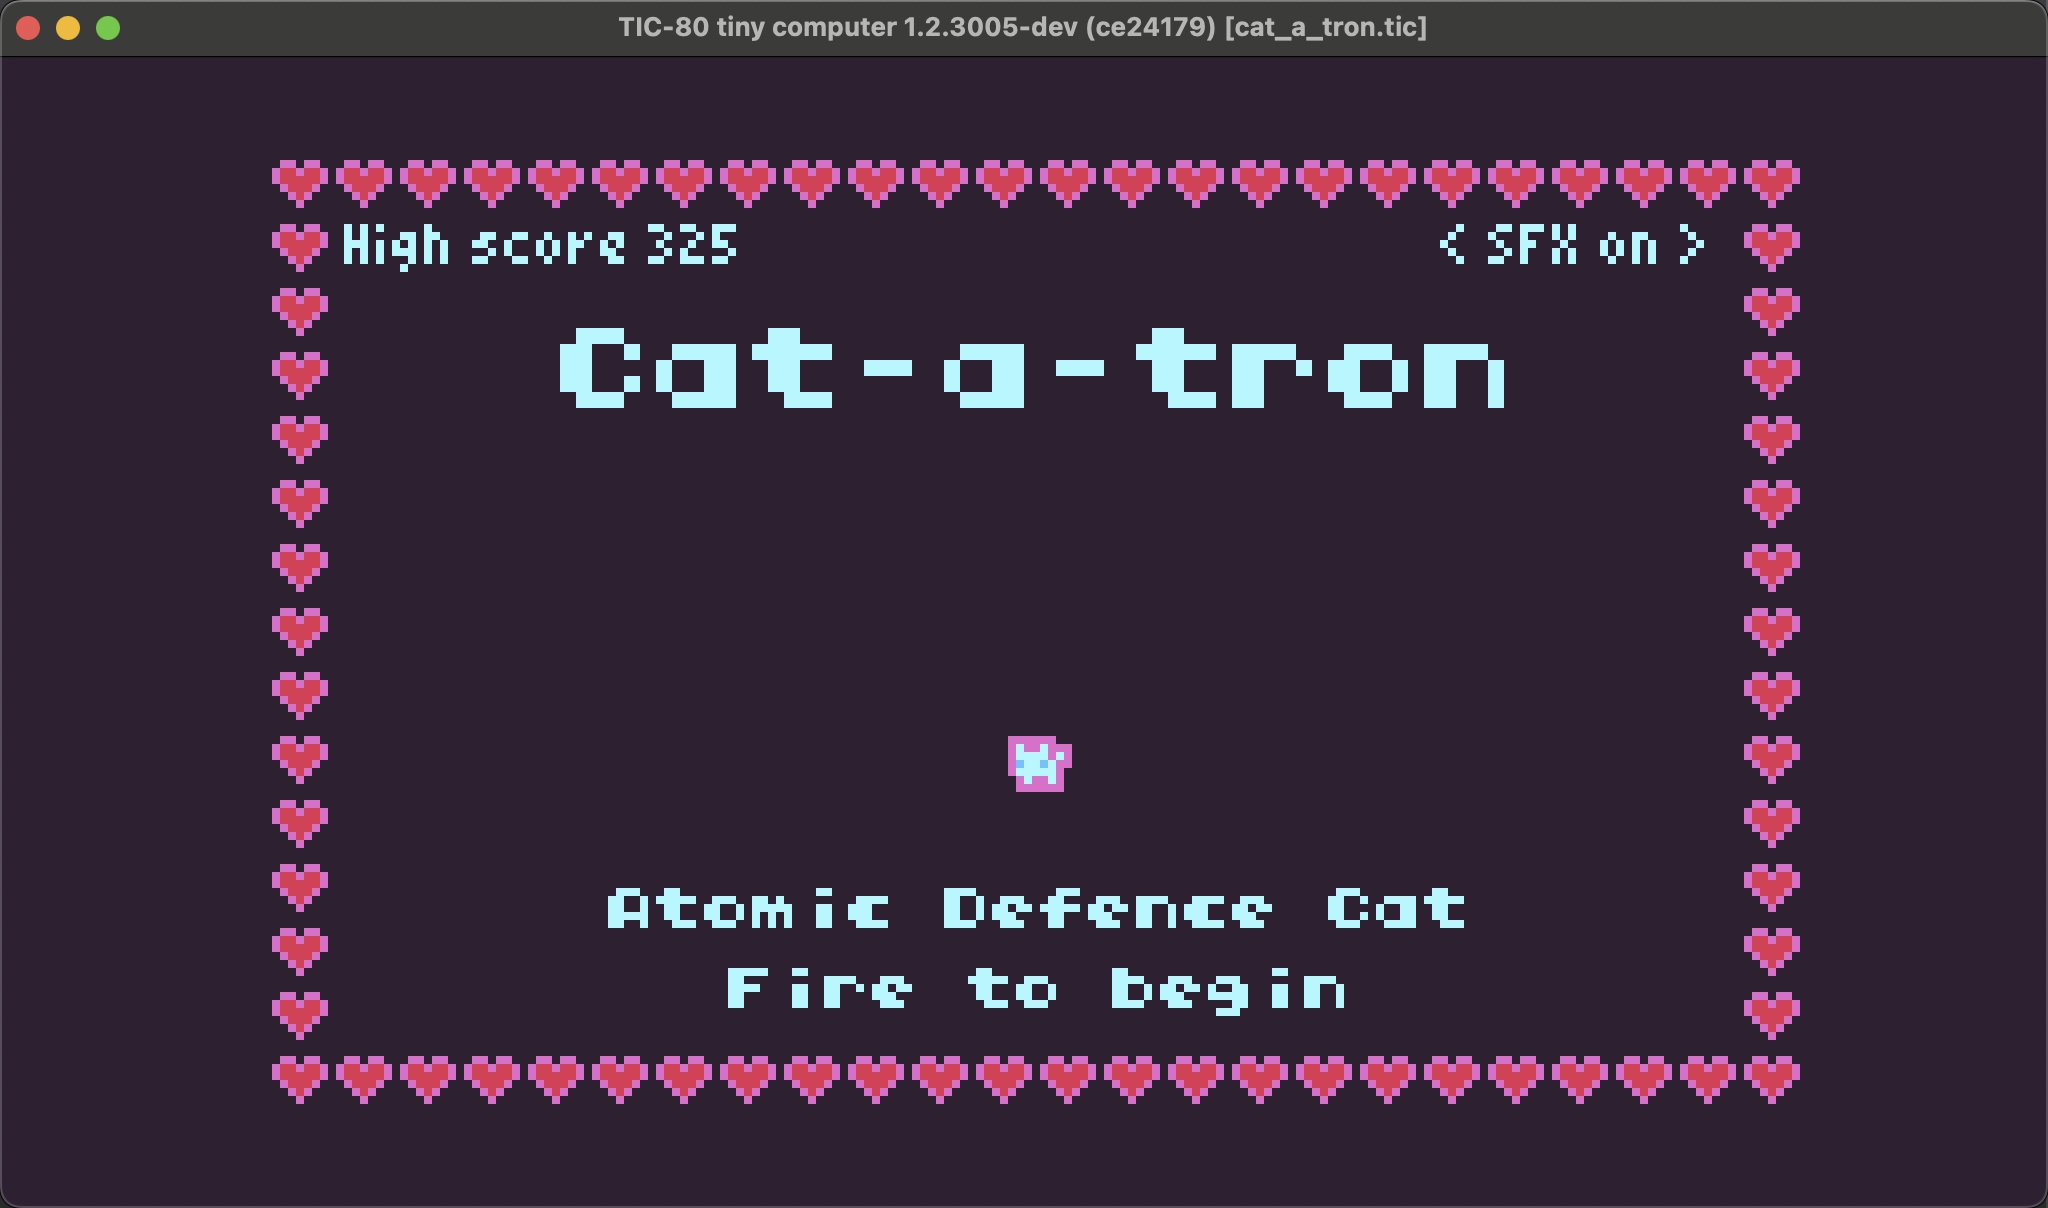 TIC-80 tiny computer 1.2.3005-dev (ce24179) [cat_a_tron.tic]
High score 325 < SFX on >
Cat-a-tron
Atomic Defence Cat
Fire to begin